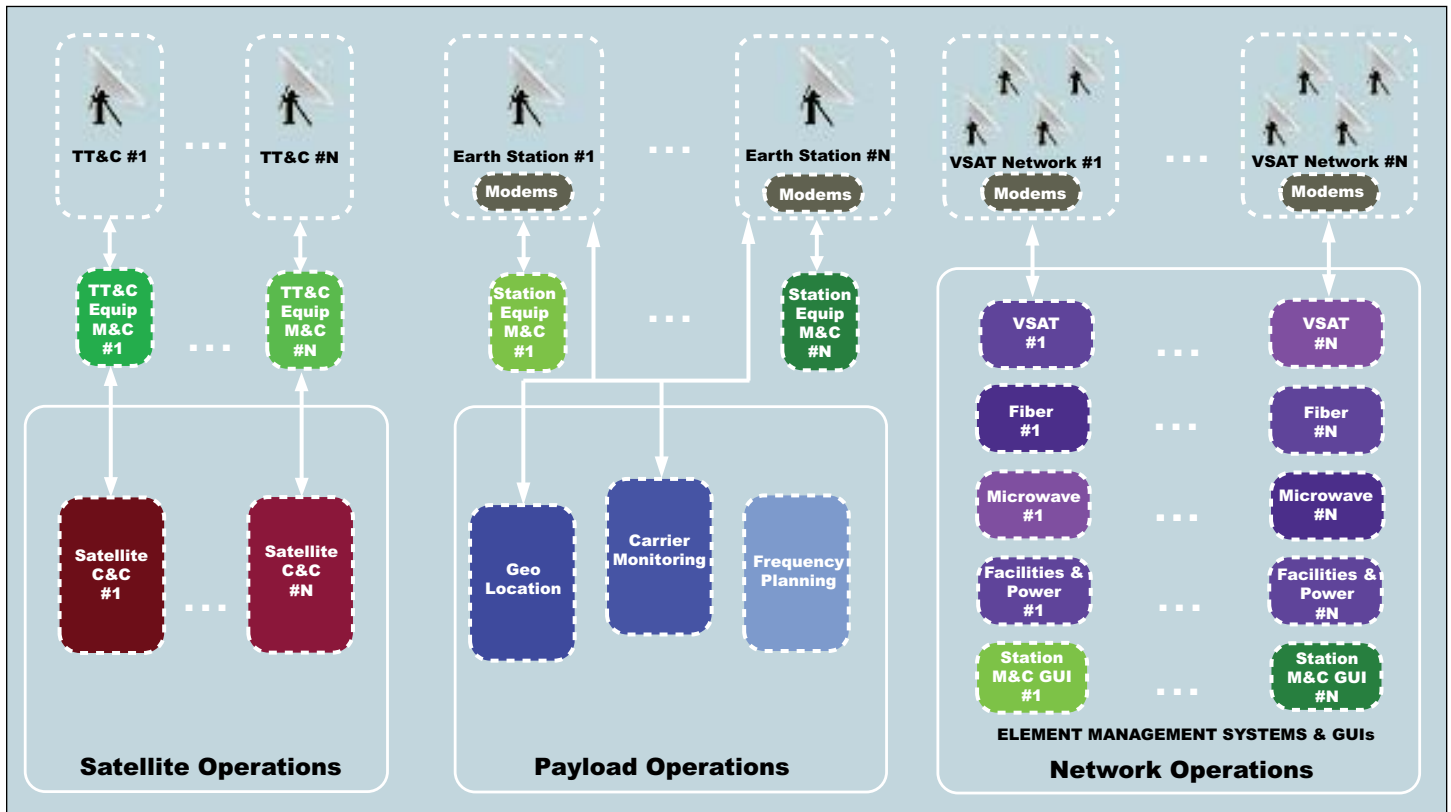 TT&C #1
...
TT&C #N
Earth Station #1
Modems
...
Earth Station #N
Modems
VSAT Network #1
Modems
...
VSAT Network #N
Modems
TT&C
Equip
M&C
#1
...
TT&C
Equip
M&C
#N
Station
Equip
M&C
#1
...
Station
Equip
M&C
#N
Satellite
C&C
#1
...
Satellite
C&C
#N
Satellite Operations
Geo
Location
Carrier
Monitoring
Frequency
Planning
Payload Operations
VSAT
#1
...
VSAT
#N
Fiber
#1
...
Fiber
#N
Microwave
#1
...
Microwave
#N
Facilities &
Power
#1
...
Facilities &
Power
#N
Station
M&C GUI
#1
...
Station
M&C GUI
#N
ELEMENT MANAGEMENT SYSTEMS & GUIs
Network Operations